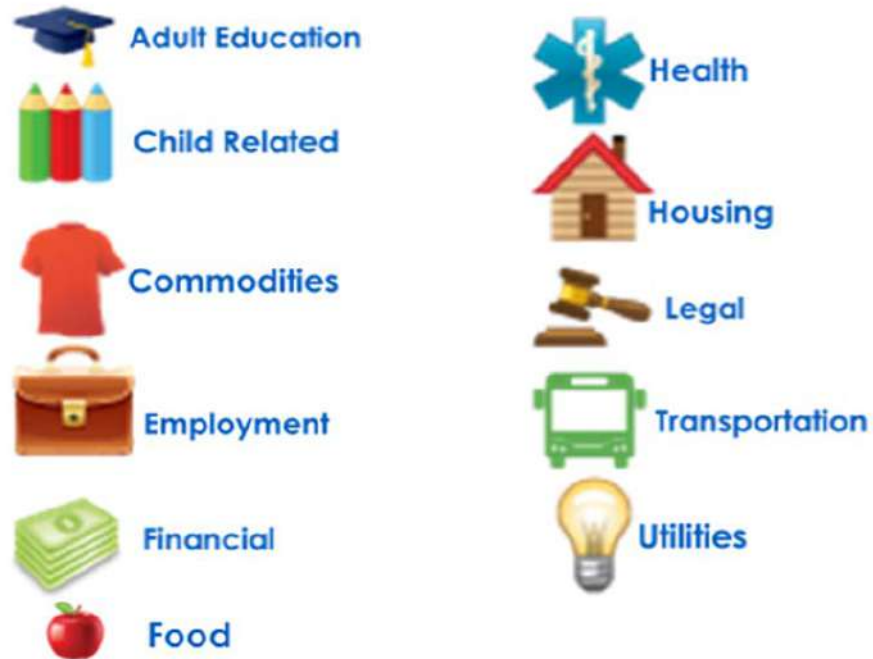 Adult Education
Child Related
Commodities
Employment
Financial
Food
Health
Housing
Legal
Transportation
Utilities